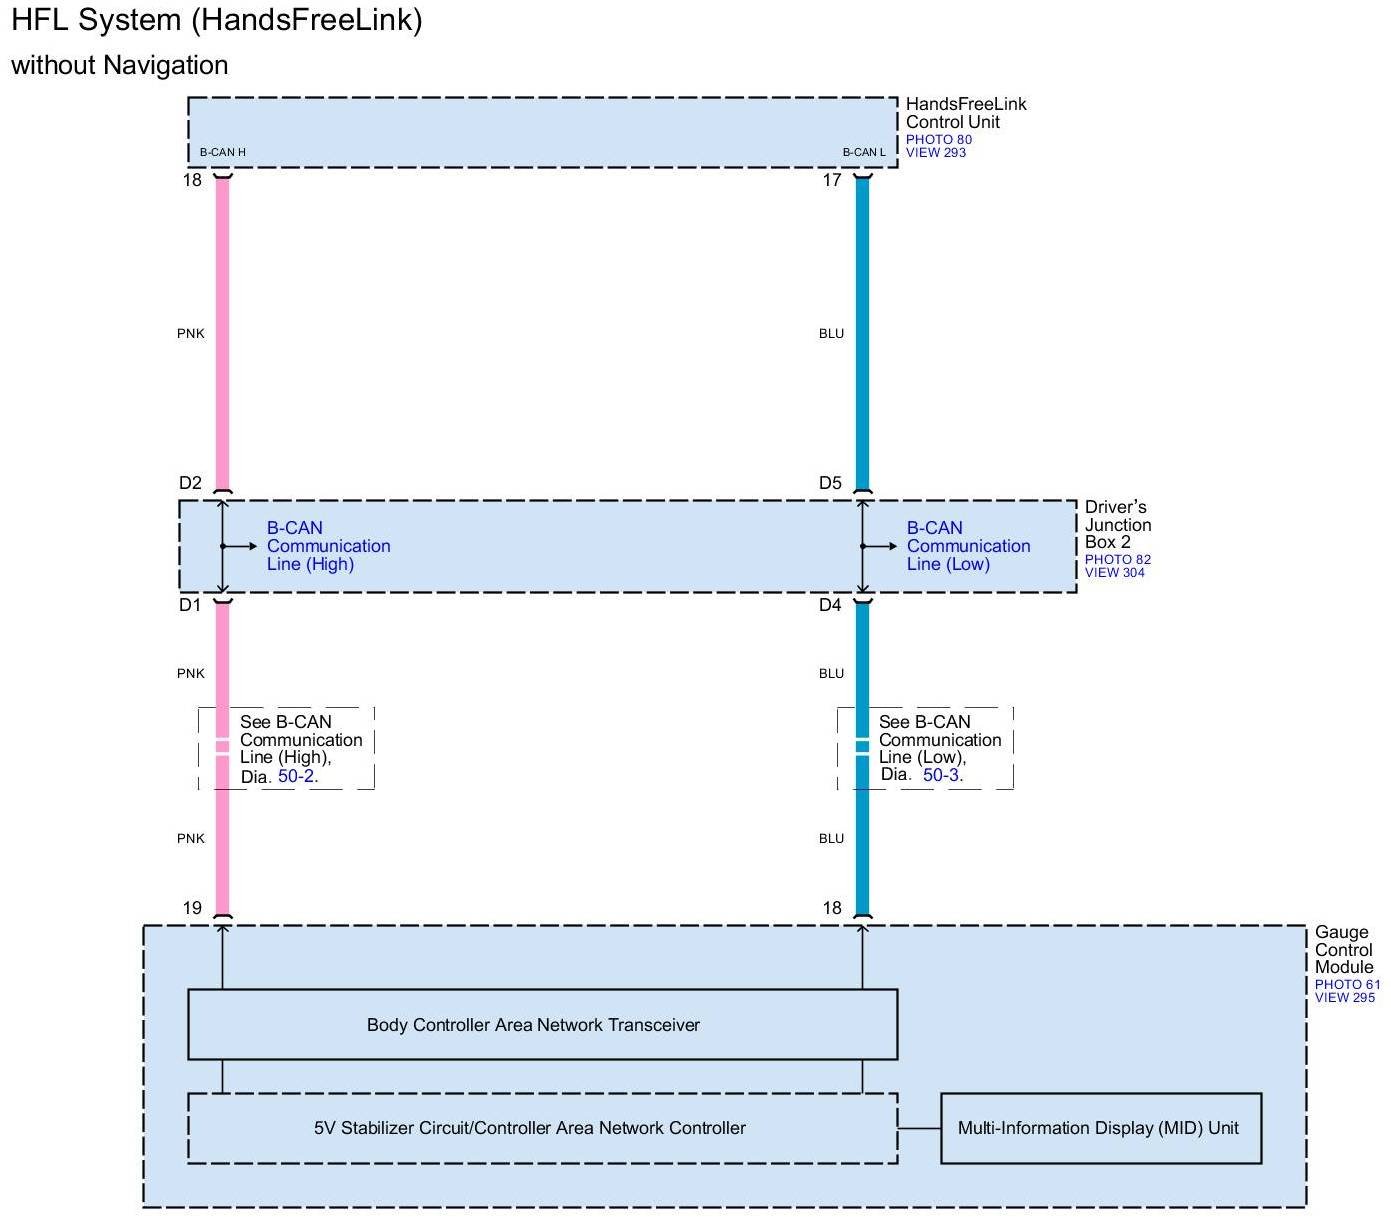 HFL System (HandsFreeLink)
without Navigation
HandsFreeLink
Control Unit
PHOTO 80
VIEW 293
B-CAN H
B-CAN L
18
17
PNK
BLU
D2
D5
B-CAN
Communication
Line (High)
B-CAN
Communication
Line (Low)
Driver’s
Junction
Box 2
PHOTO 82
VIEW 304
D1
D4
PNK
BLU
See B-CAN
Communication
Line (High),
Dia. 50-2.
See B-CAN
Communication
Line (Low),
Dia. 50-3.
PNK
BLU
19
18
Gauge
Control
Module
PHOTO 61
VIEW 295
Body Controller Area Network Transceiver
5V Stabilizer Circuit/Controller Area Network Controller
Multi-Information Display (MID) Unit